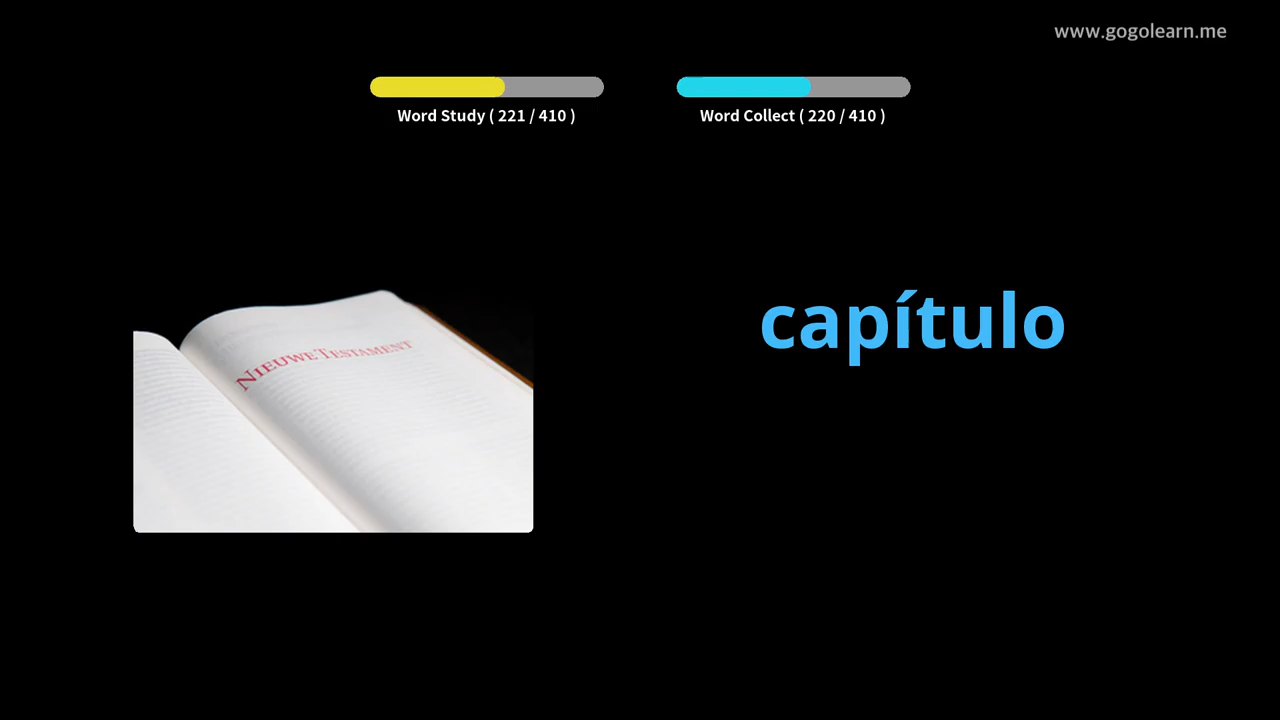 www.gogolearn.me
Word Study ( 221 / 410 )
Word Collect ( 220 / 410 )
NIEUWE TESTAMENT
capítulo